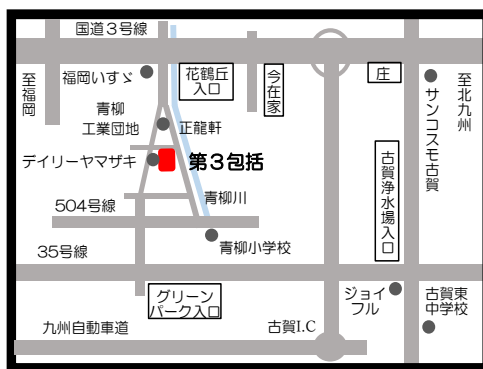 国道３号線
至福岡
福岡いすゞ
花鶴丘
入口
今在家
庄
サンコスモ古賀
至北九州
青柳
工業団地
正龍軒
デイリーヤマザキ
第３包括
古賀浄水場入口
504号線
青柳川
青柳小学校
35号線
グリーン
パーク入口
ジョイ
フル
古賀東
中学校
九州自動車道
古賀I.C